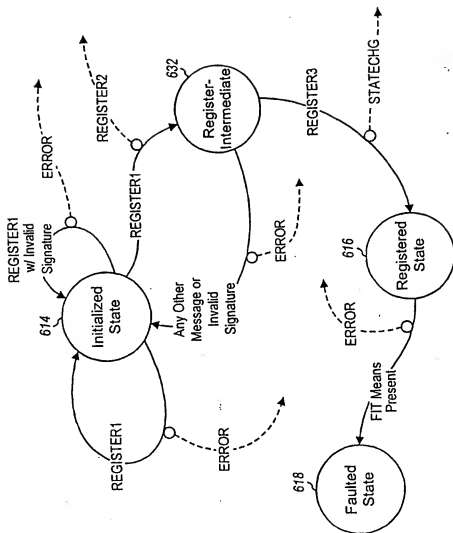 614
Initialized
State
REGISTER1
w/ Invalid
Signature
ERROR
REGISTER1
ERROR
REGISTER1
REGISTER2
632
Register-
Intermediate
Any Other
Message or
Invalid
Signature
ERROR
REGISTER3
STATECHG
616
Registered
State
ERROR
FIT Means
Present
618
Faulted
State